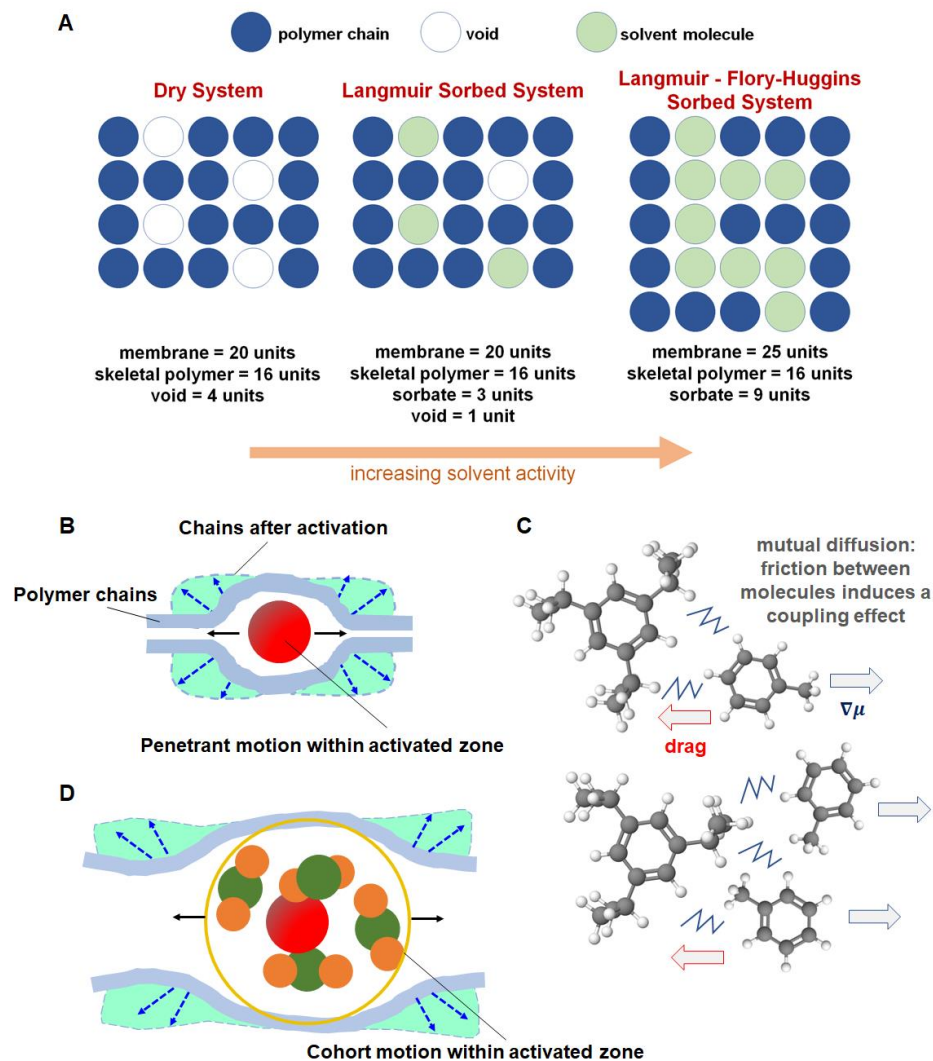 A
polymer chain
void
solvent molecule
Dry System
Langmuir Sorbed System
Langmuir - Flory-Huggins
Sorbed System
membrane = 20 units
skeletal polymer = 16 units
void = 4 units
membrane = 20 units
skeletal polymer = 16 units
sorbate = 3 units
void = 1 unit
membrane = 25 units
skeletal polymer = 16 units
sorbate = 9 units
increasing solvent activity
B
Chains after activation
Polymer chains
Penetrant motion within activated zone
C
mutual diffusion:
friction between
molecules induces a
coupling effect
∇μ
drag
D
Cohort motion within activated zone